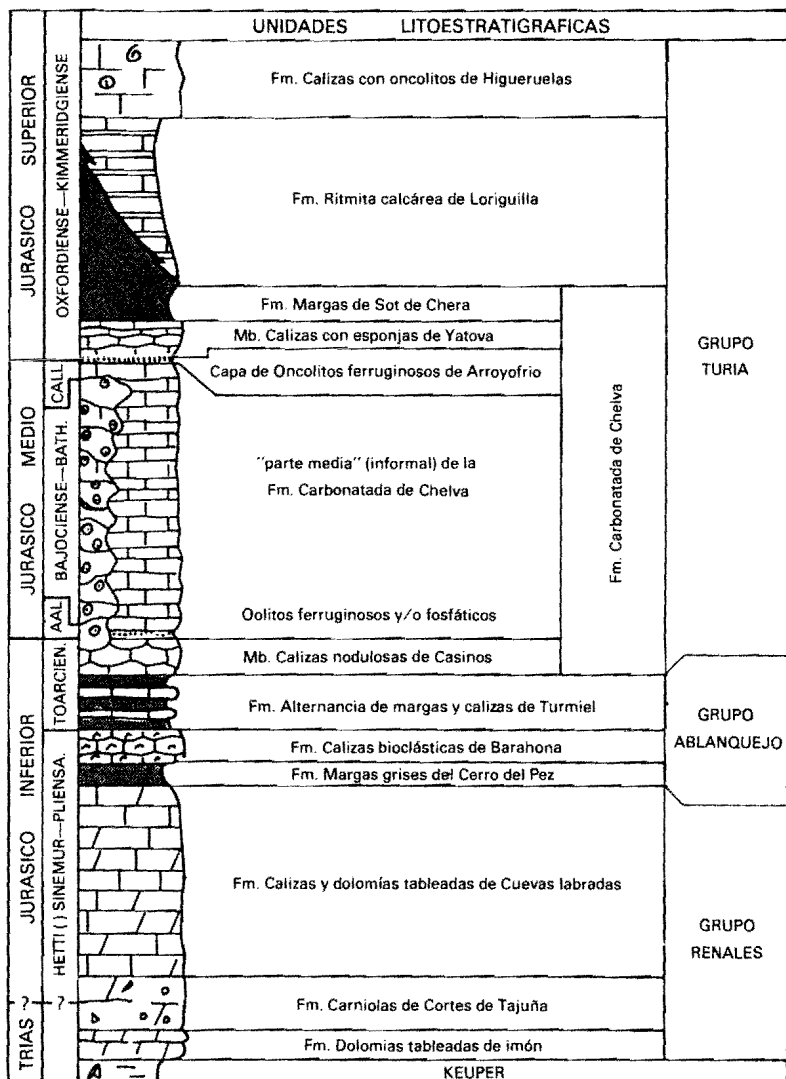 UNIDADES LITOESTRATIGRAFICAS
JURASICO SUPERIOR
OXFORDIENSE—KIMMERIDGIENSE
Fm. Calizas con oncolitos de Higueruelas
Fm. Ritmita calcárea de Loriguilla
Fm. Margas de Sot de Chera
Mb. Calizas con esponjas de Yatova
Capa de Oncolitos ferruginosos de Arroyofrio
GRUPO
TURIA
JURASICO MEDIO
CALL
BAJOCIENSE—BATH.
AAL
"parte media" (informal) de la
Fm. Carbonatada de Chelva
Oolitos ferruginosos y/o fosfáticos
Mb. Calizas nodulosas de Casinos
Fm. Carbonatada de Chelva
JURASICO INFERIOR
TOARCIEN.
HETTI ( ) SINEMUR—PLIENSA.
Fm. Alternancia de margas y calizas de Turmiel
Fm. Calizas bioclásticas de Barahona
Fm. Margas grises del Cerro del Pez
GRUPO
ABLANQUEJO
Fm. Calizas y dolomías tableadas de Cuevas labradas
GRUPO
RENALES
? ?
Fm. Carniolas de Cortes de Tajuña
TRIAS
Fm. Dolomias tableadas de imón
KEUPER